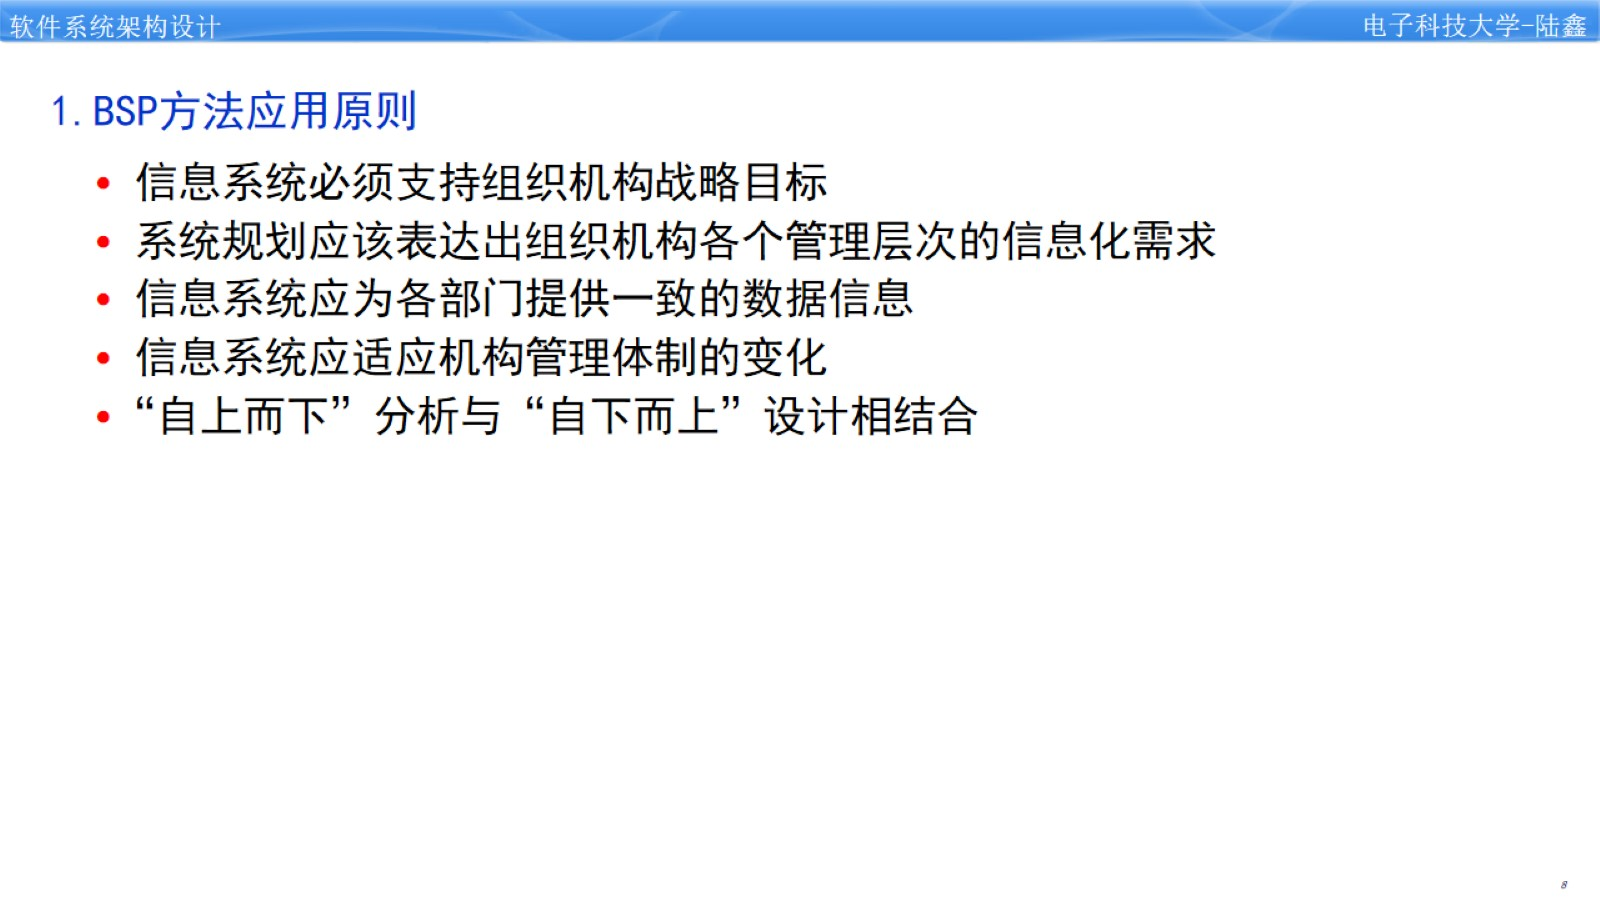 软件系统架构设计
电子科技大学-陆鑫
1.BSP方法应用原则
• 信息系统必须支持组织机构战略目标
• 系统规划应该表达出组织机构各个管理层次的信息化需求
• 信息系统应为各部门提供一致的数据信息
• 信息系统应适应机构管理体制的变化
• “自上而下”分析与“自下而上”设计相结合
8